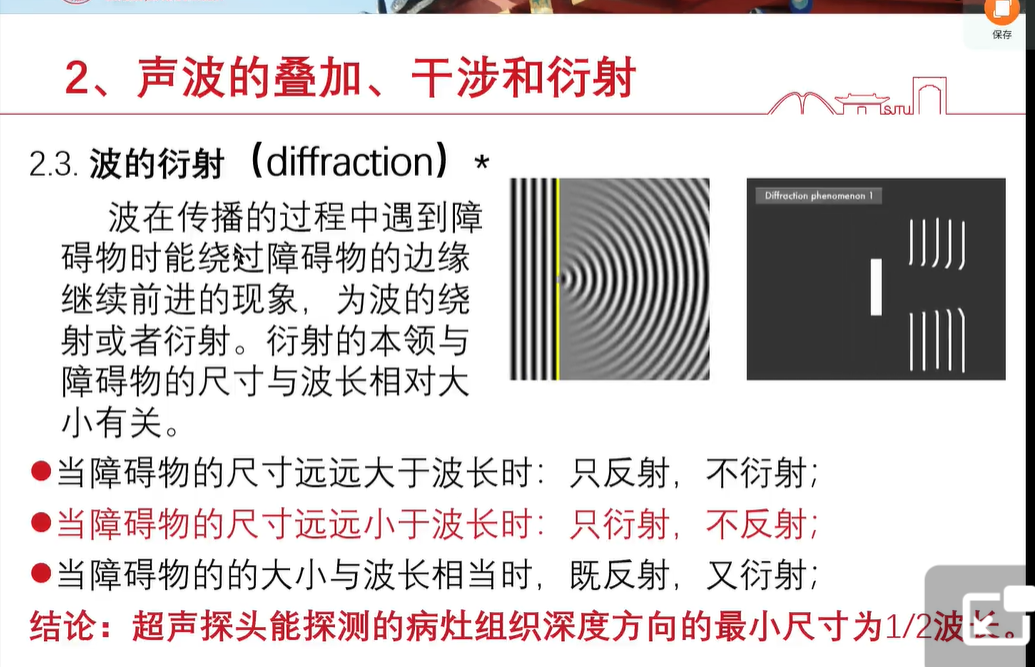 保存
2、声波的叠加、干涉和衍射
SJTU
2.3. 波的衍射（diffraction）*
波在传播的过程中遇到障
碍物时能绕过障碍物的边缘
继续前进的现象，为波的绕
射或者衍射。衍射的本领与
障碍物的尺寸与波长相对大
小有关。
Diffraction phenomenon 1
●当障碍物的尺寸远远大于波长时：只反射，不衍射；
●当障碍物的尺寸远远小于波长时：只衍射，不反射；
●当障碍物的的大小与波长相当时，既反射，又衍射；
结论：超声探头能探测的病灶组织深度方向的最小尺寸为1/2波长。